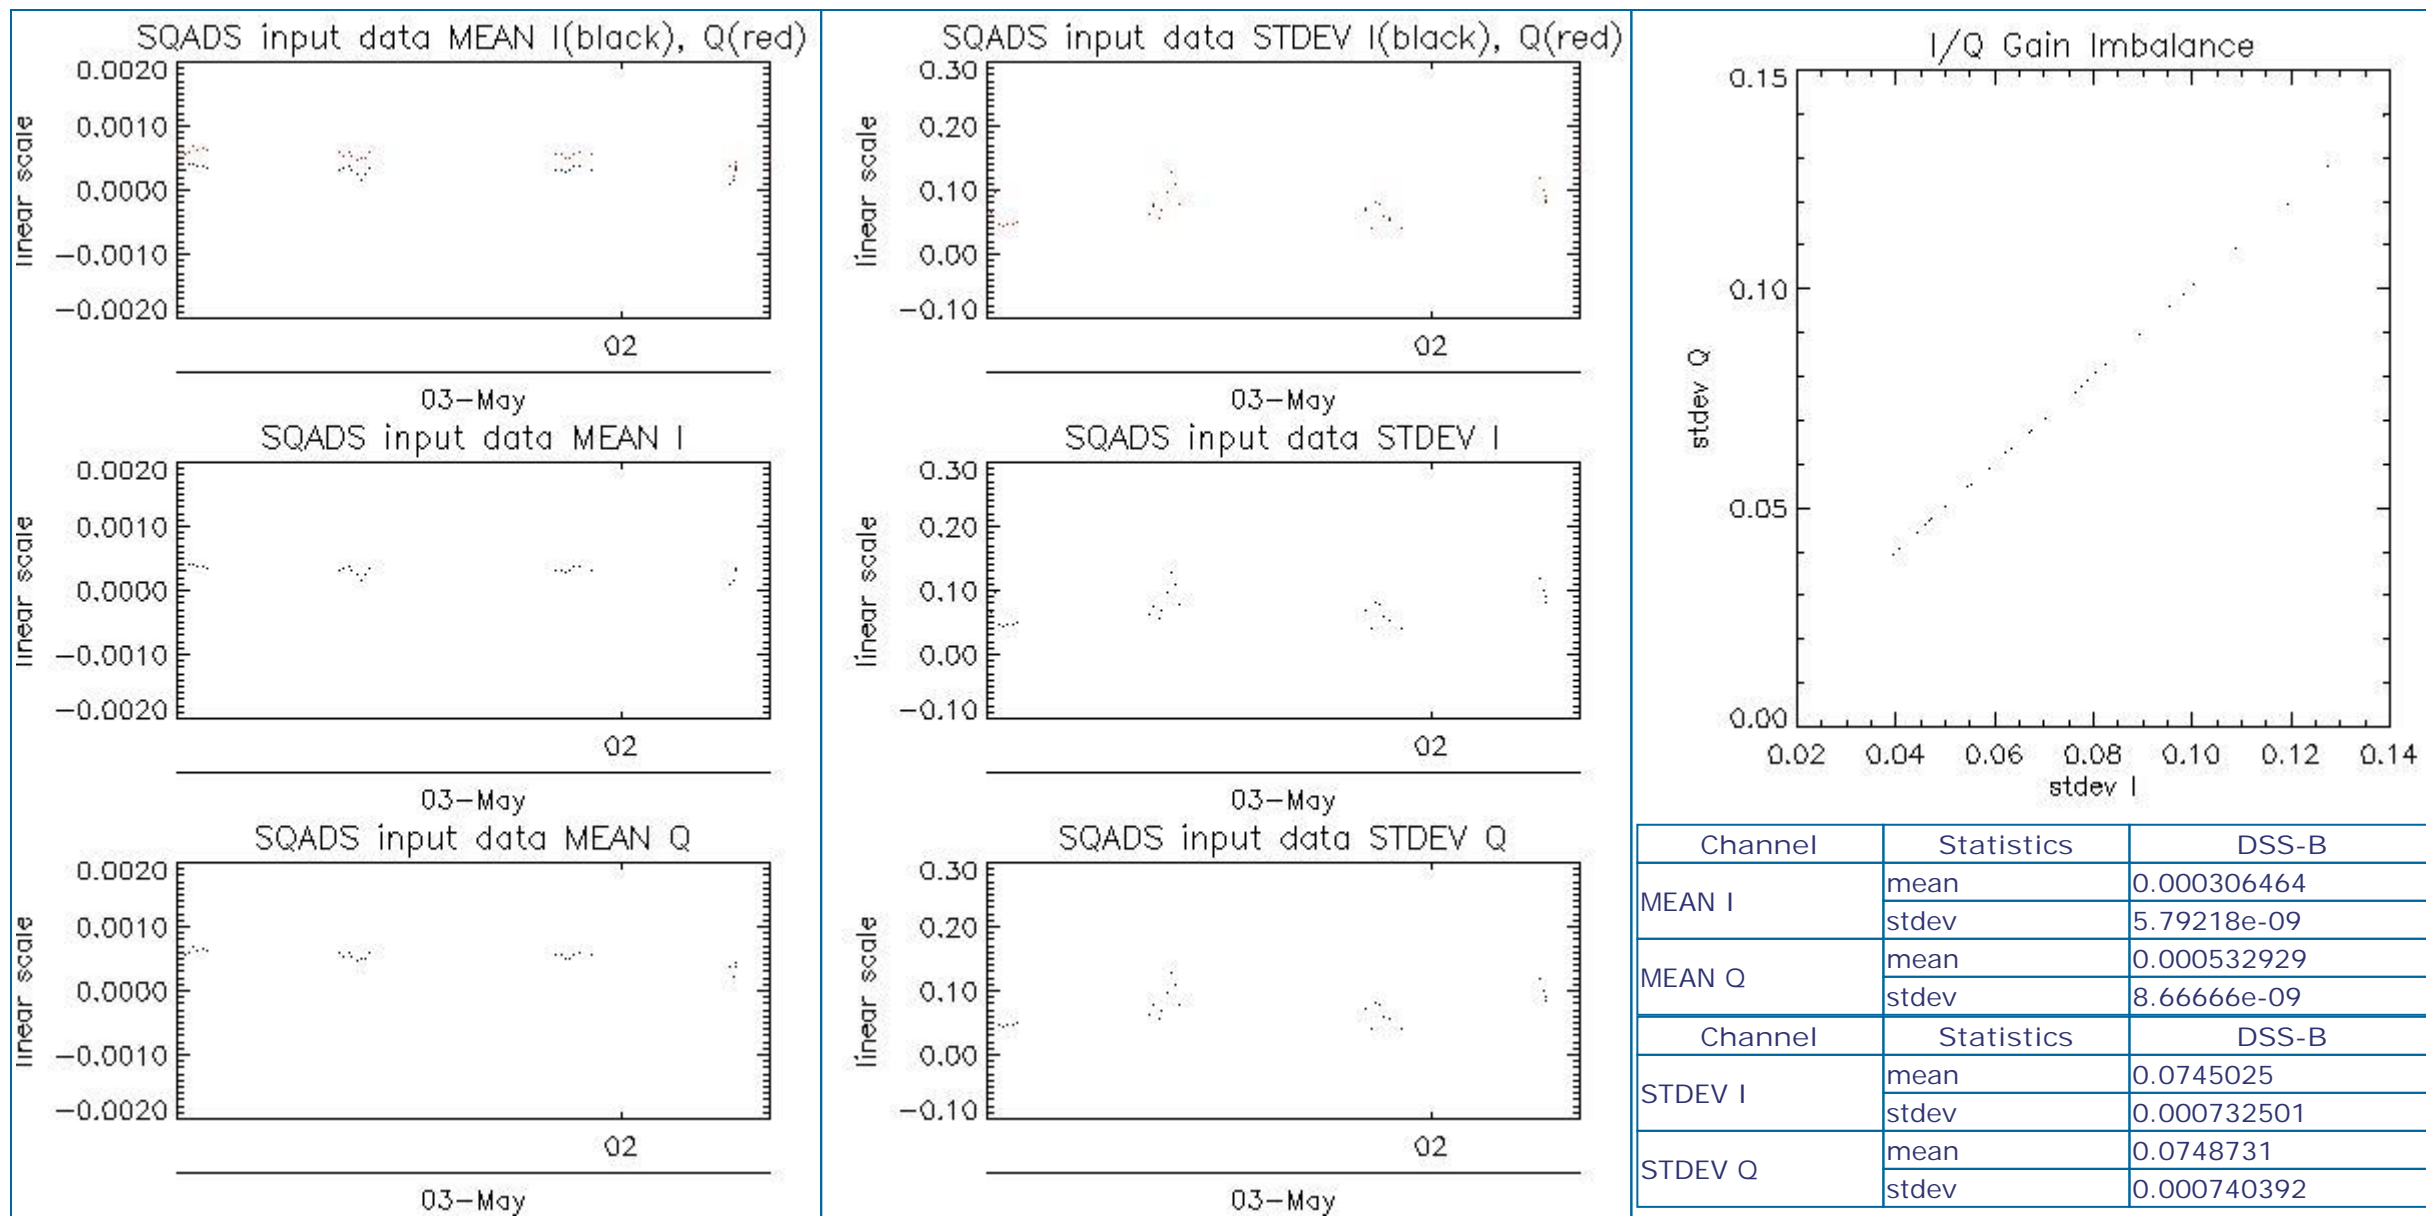 SQADS input data MEAN I(black), Q(red)
0.0020
0.0010
0.0000
-0.0010
-0.0020
linear scale
02
03-May
SQADS input data MEAN I
0.0020
0.0010
0.0000
-0.0010
-0.0020
linear scale
02
03-May
SQADS input data MEAN Q
0.0020
0.0010
0.0000
-0.0010
-0.0020
linear scale
02
03-May
SQADS input data STDEV I(black), Q(red)
0.30
0.20
0.10
0.00
-0.10
linear scale
02
03-May
SQADS input data STDEV I
0.30
0.20
0.10
0.00
-0.10
linear scale
02
03-May
SQADS input data STDEV Q
0.30
0.20
0.10
0.00
-0.10
linear scale
02
03-May
I/Q Gain Imbalance
0.15
0.10
0.05
0.00
stdev Q
0.02 0.04 0.06 0.08 0.10 0.12 0.14
stdev I
Channel Statistics DSS-B
MEAN I mean 0.000306464
stdev 5.79218e-09
MEAN Q mean 0.000532929
stdev 8.66666e-09
Channel Statistics DSS-B
STDEV I mean 0.0745025
stdev 0.000732501
STDEV Q mean 0.0748731
stdev 0.000740392